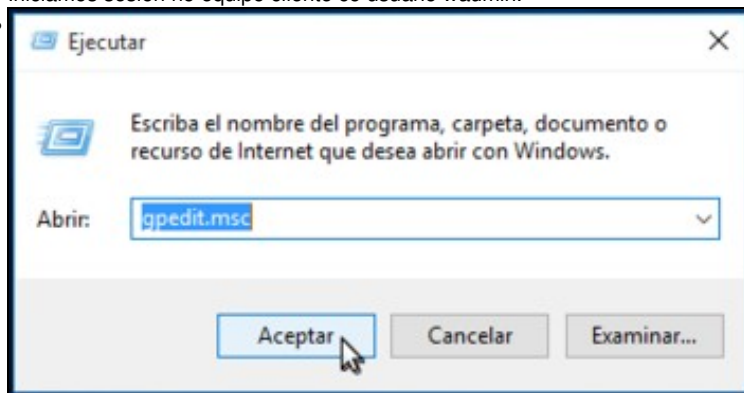 Ejecutar
Escriba el nombre del programa, carpeta, documento o
recurso de Internet que desea abrir con Windows.
Abrir:
gpedit.msc
Aceptar
Cancelar
Examinar...